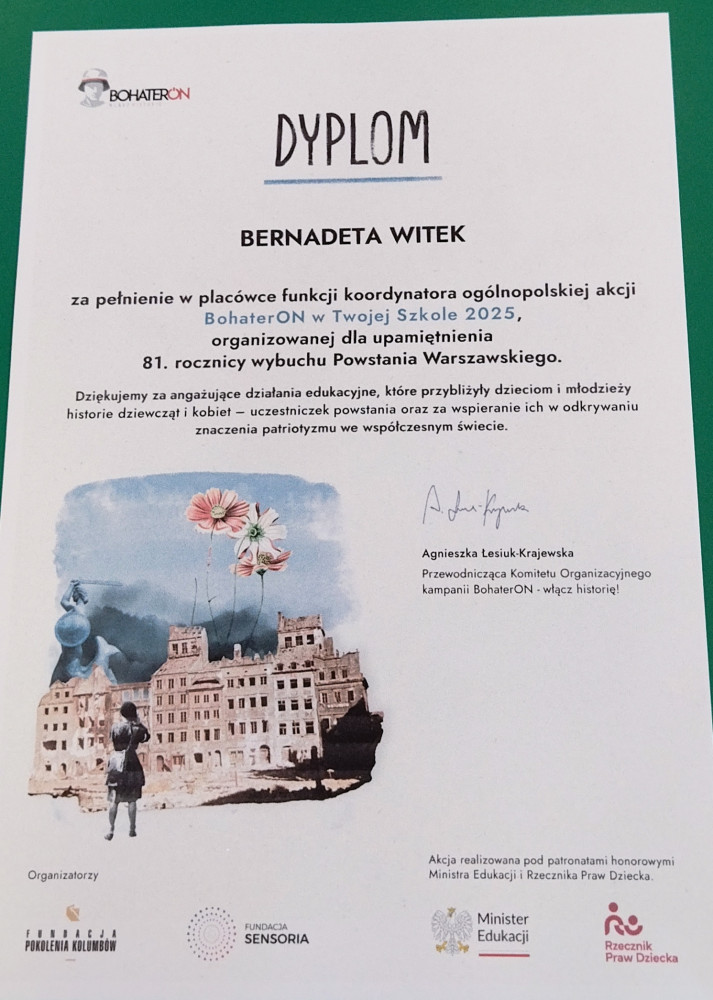 BOHATERON
DYPLOM
BERNADETA WITEK
za pełnienie w placówce funkcji koordynatora ogólnopolskiej akcji
BohaterON w Twojej Szkole 2025,
organizowanej dla upamiętnienia
81. rocznicy wybuchu Powstania Warszawskiego.
Dziękujemy za angażujące działania edukacyjne, które przybliżyły dzieciom i młodzieży
historie dziewcząt i kobiet – uczestniczek powstania oraz za wspieranie ich w odkrywaniu
znaczenia patriotyzmu we współczesnym świecie.
Agnieszka Łesiuk-Krajewska
Przewodnicząca Komitetu Organizacyjnego
kampanii BohaterON - włącz historię!
Organizatorzy
FUNDACJA
POKOLENIA KOLUMBÓW
FUNDACJA
SENSORIA
Akcja realizowana pod patronatami honorowymi
Ministra Edukacji i Rzecznika Praw Dziecka.
Minister
Edukacji
Rzecznik
Praw Dziecka